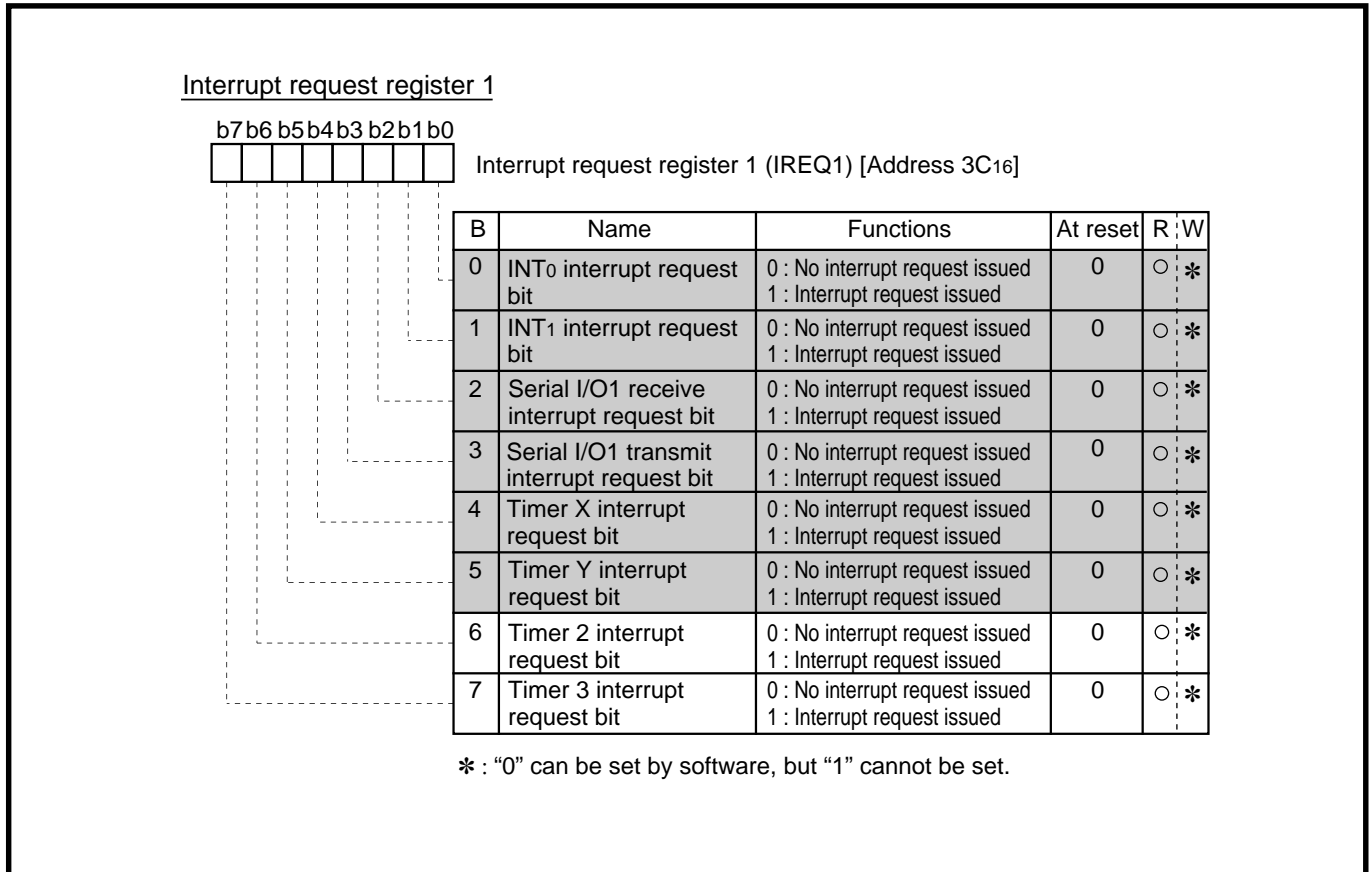 Interrupt request register 1
b7 b6 b5 b4 b3 b2 b1 b0
Interrupt request register 1 (IREQ1) [Address 3C16]
B Name Functions At reset R W
0 INT0 interrupt request bit 0 : No interrupt request issued 0 ○ ✻
1 : Interrupt request issued
1 INT1 interrupt request bit 0 : No interrupt request issued 0 ○ ✻
1 : Interrupt request issued
2 Serial I/O1 receive interrupt request bit 0 : No interrupt request issued 0 ○ ✻
1 : Interrupt request issued
3 Serial I/O1 transmit interrupt request bit 0 : No interrupt request issued 0 ○ ✻
1 : Interrupt request issued
4 Timer X interrupt request bit 0 : No interrupt request issued 0 ○ ✻
1 : Interrupt request issued
5 Timer Y interrupt request bit 0 : No interrupt request issued 0 ○ ✻
1 : Interrupt request issued
6 Timer 2 interrupt request bit 0 : No interrupt request issued 0 ○ ✻
1 : Interrupt request issued
7 Timer 3 interrupt request bit 0 : No interrupt request issued 0 ○ ✻
1 : Interrupt request issued
✻ : “0” can be set by software, but “1” cannot be set.